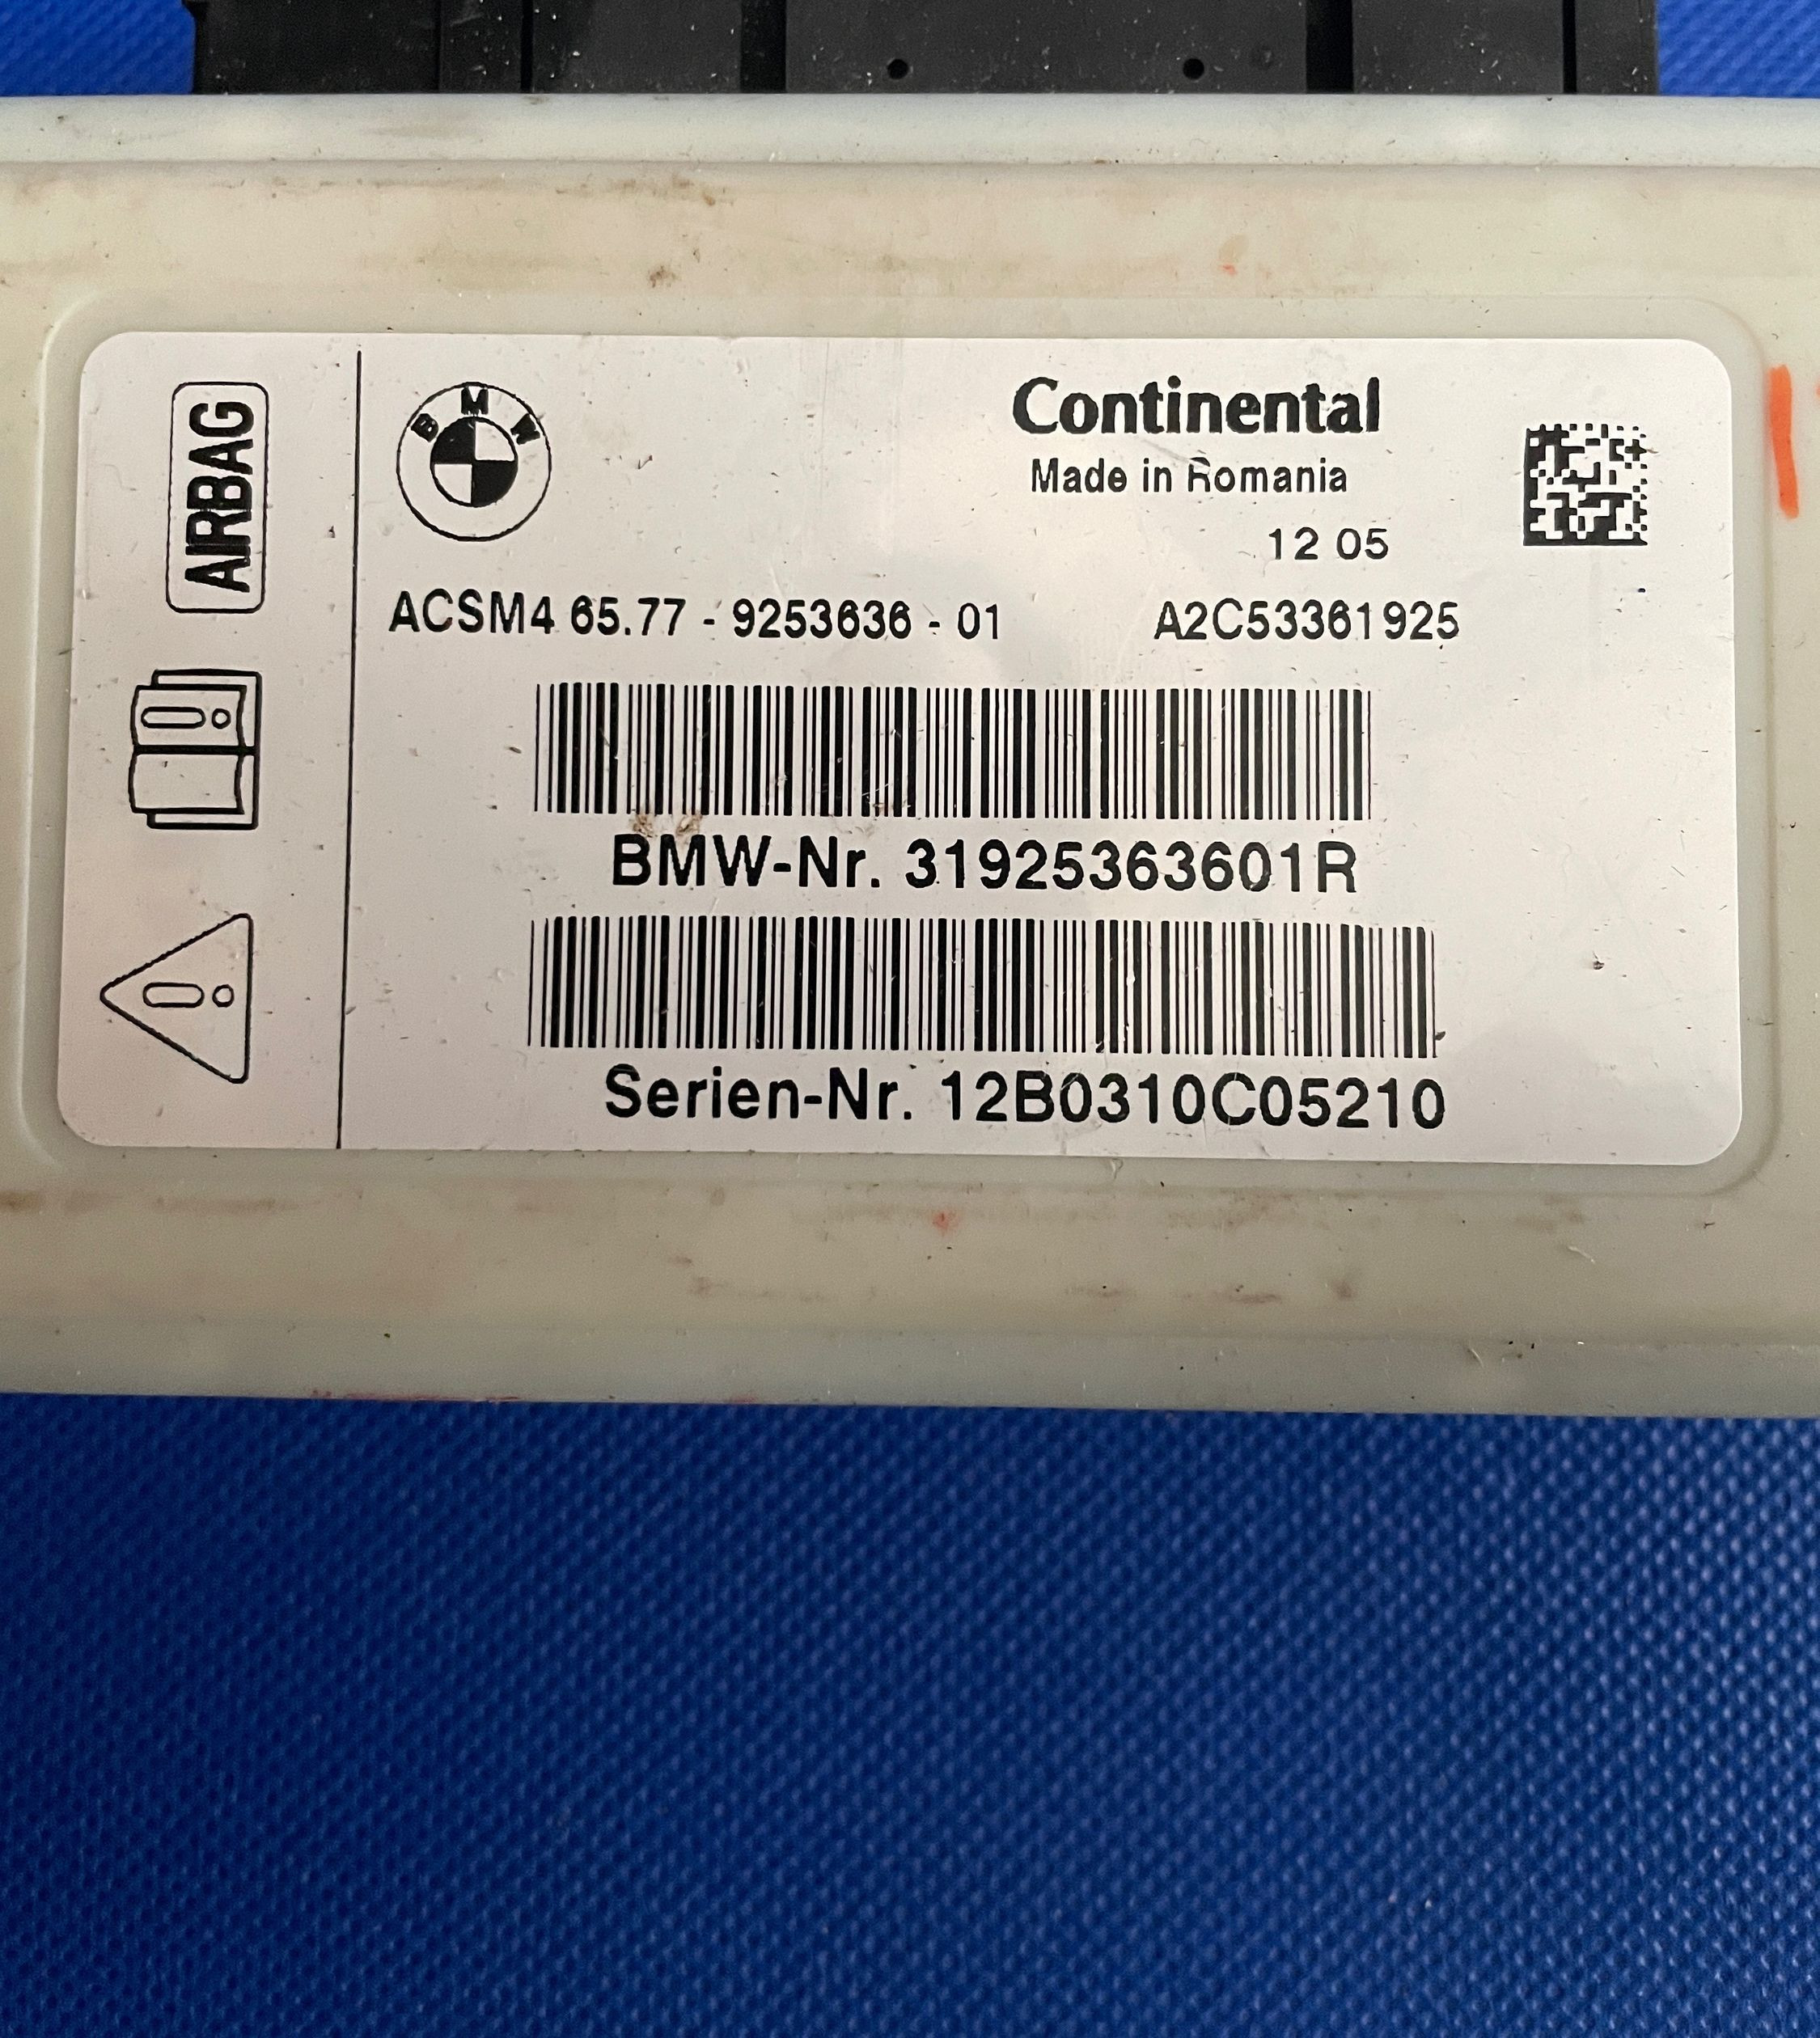 AIRBAG
BMW
Continental
Made in Romania
12 05
ACSM4 65.77 - 9253636 - 01 A2C53361925
BMW-Nr. 31925363601R
Serien-Nr. 12B0310C05210